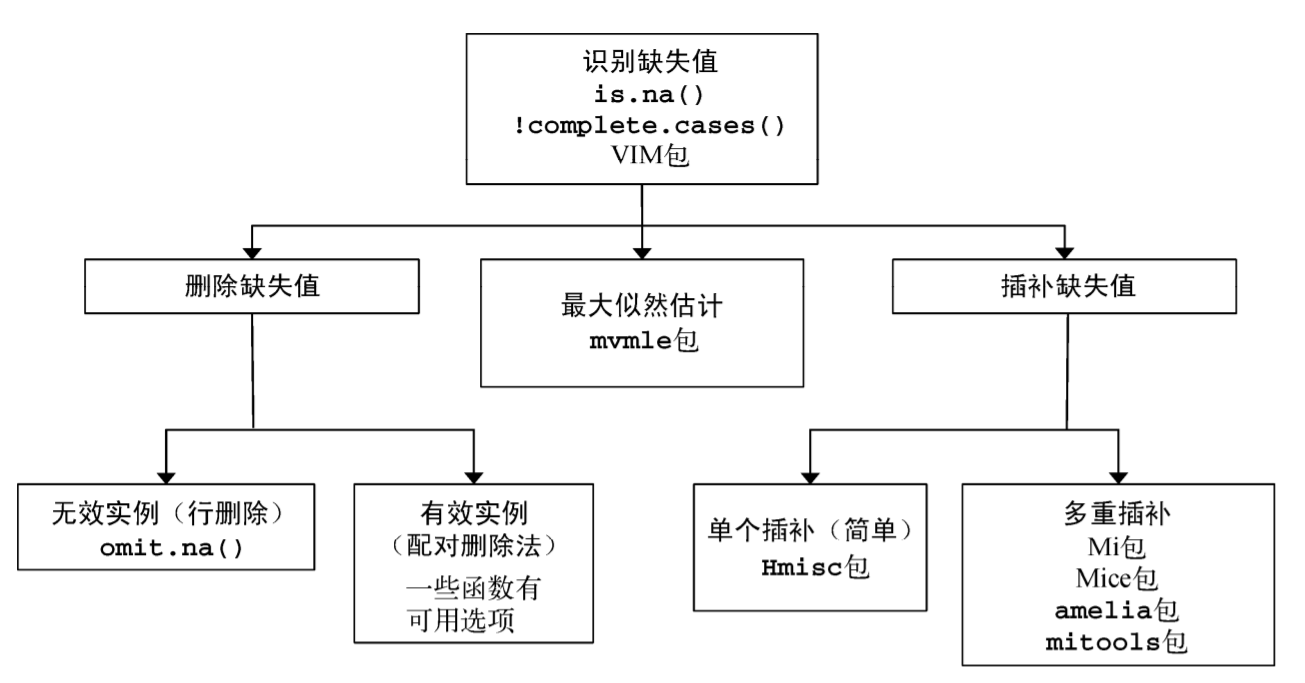 识别缺失值
is.na()
!complete.cases()
VIM包
删除缺失值
最大似然估计
mvmle包
插补缺失值
无效实例（行删除）
omit.na()
有效实例
（配对删除法）
一些函数有
可用选项
单个插补（简单）
Hmisc包
多重插补
Mi包
Mice包
amelia包
mitools包